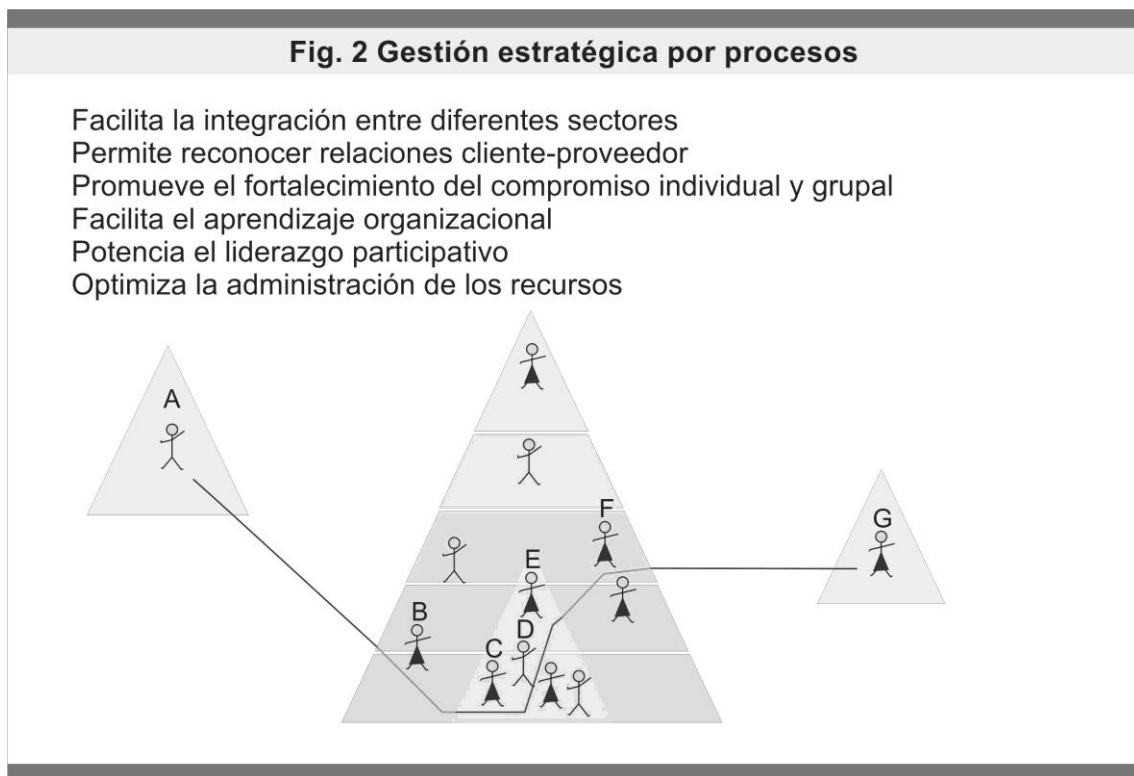 Fig. 2 Gestión estratégica por procesos
Facilita la integración entre diferentes sectores
Permite reconocer relaciones cliente-proveedor
Promueve el fortalecimiento del compromiso individual y grupal
Facilita el aprendizaje organizacional
Potencia el liderazgo participativo
Optimiza la administración de los recursos
A
F
G
E
B
D
C